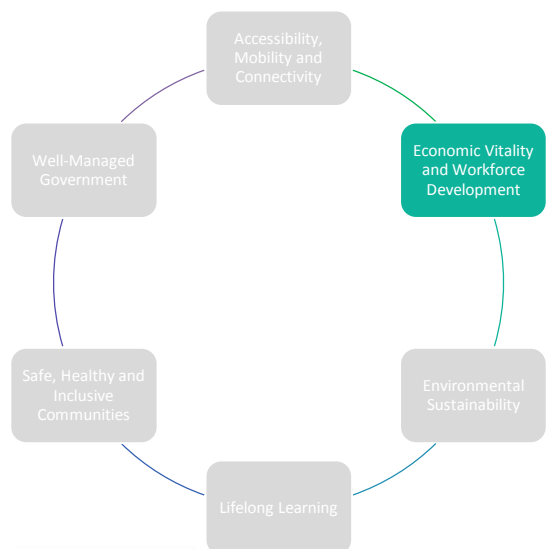 Accessibility,
Mobility and
Connectivity
Economic Vitality
and Workforce
Development
Environmental
Sustainability
Lifelong Learning
Safe, Healthy and
Inclusive
Communities
Well-Managed
Government